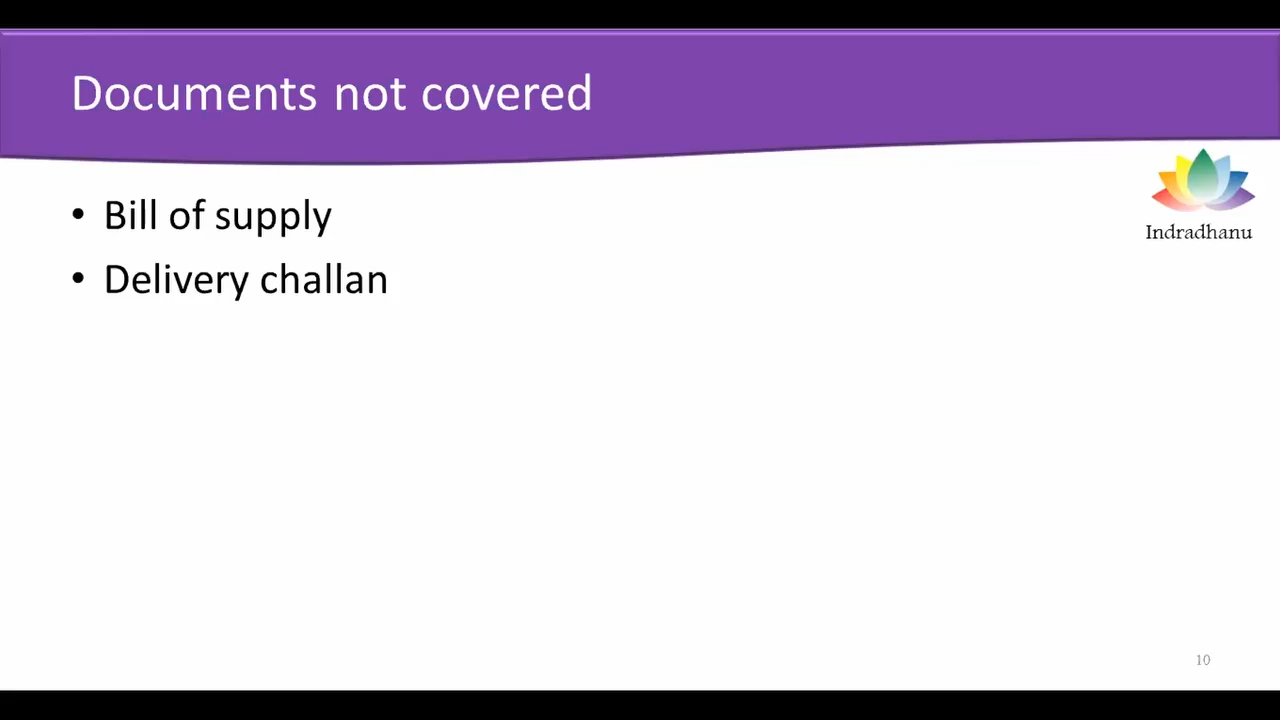 Documents not covered
• Bill of supply
• Delivery challan
Indradhanu
10